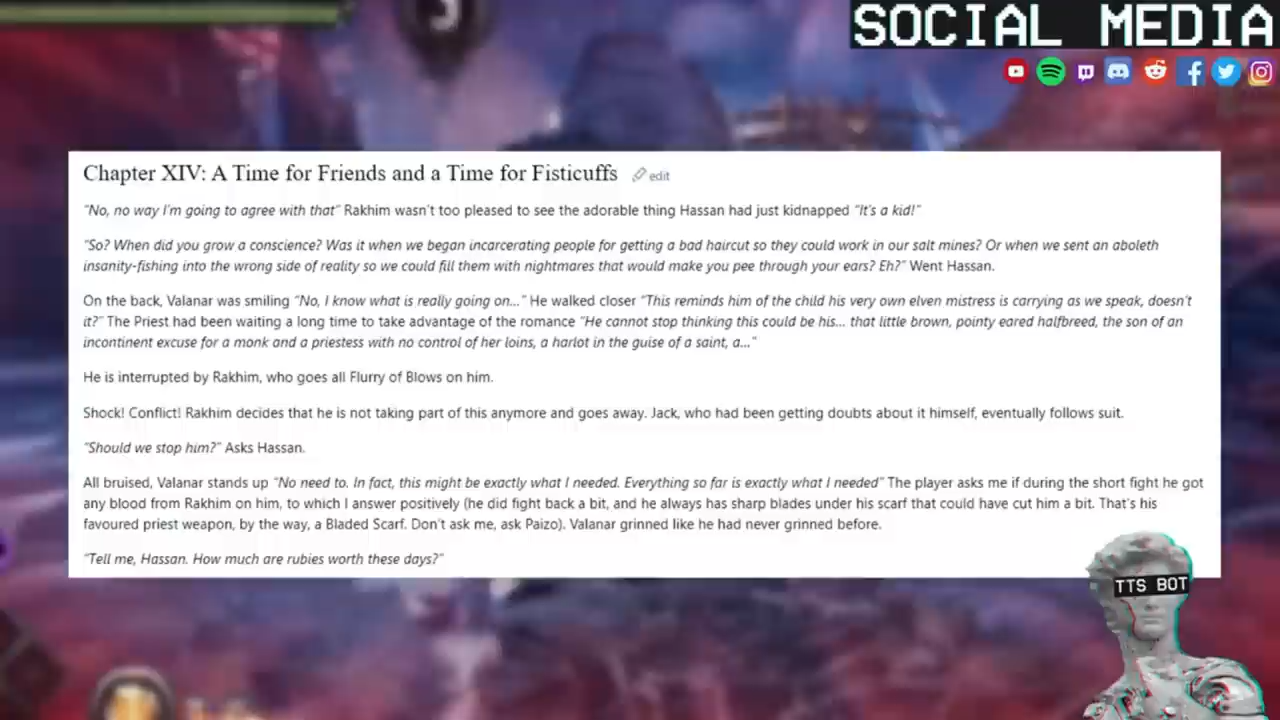 SOCIAL MEDIA
Chapter XIV: A Time for Friends and a Time for Fisticuffs edit
"No, no way I'm going to agree with that" Rakhim wasn't too pleased to see the adorable thing Hassan had just kidnapped "It's a kid!"
"So? When did you grow a conscience? Was it when we began incarcerating people for getting a bad haircut so they could work in our salt mines? Or when we sent an aboleth
insanity-fishing into the wrong side of reality so we could fill them with nightmares that would make you pee through your ears? Eh?" Went Hassan.
On the back, Valanar was smiling "No, I know what is really going on..." He walked closer "This reminds him of the child his very own elven mistress is carrying as we speak, doesn't
it?" The Priest had been waiting a long time to take advantage of the romance "He cannot stop thinking this could be his... that little brown, pointy eared halfbreed, the son of an
incontinent excuse for a monk and a priestess with no control of her loins, a harlot in the guise of a saint, a..."
He is interrupted by Rakhim, who goes all Flurry of Blows on him.
Shock! Conflict! Rakhim decides that he is not taking part of this anymore and goes away. Jack, who had been getting doubts about it himself, eventually follows suit.
"Should we stop him?" Asks Hassan.
All bruised, Valanar stands up "No need to. In fact, this might be exactly what I needed. Everything so far is exactly what I needed" The player asks me if during the short fight he got
any blood from Rakhim on him, to which I answer positively (he did fight back a bit, and he always has sharp blades under his scarf that could have cut him a bit. That's his
favoured priest weapon, by the way, a Bladed Scarf. Don't ask me, ask Paizo). Valanar grinned like he had never grinned before.
"Tell me, Hassan. How much are rubies worth these days?"
TTS BOT